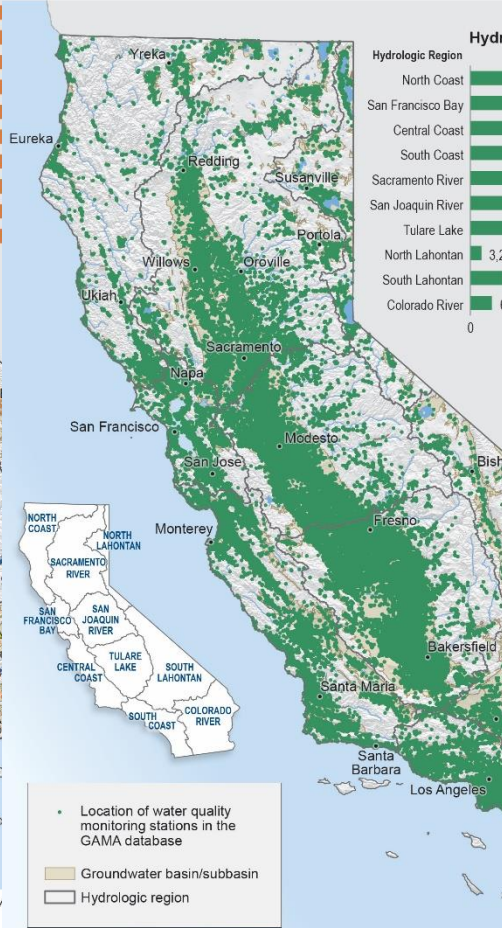 Hydr
Hydrologic Region
North Coast
San Francisco Bay
Central Coast
South Coast
Sacramento River
San Joaquin River
Tulare Lake
North Lahontan 3,2
South Lahontan
Colorado River
0
Yreka
Eureka
Redding
Susanville
Portola
Willows
Oroville
Ukiah
Sacramento
Napa
San Francisco
Modesto
San Jose
Bish
Monterey
Fresno
Bakersfield
Santa Maria
Santa
Barbara
Los Angeles
NORTH
COAST
NORTH
LAHONTAN
SACRAMENTO
RIVER
SAN
FRANCISCO
BAY
SAN
JOAQUIN
RIVER
TULARE
LAKE
CENTRAL
COAST
SOUTH
LAHONTAN
SOUTH
COAST
COLORADO
RIVER
Location of water quality
monitoring stations in the
GAMA database
Groundwater basin/subbasin
Hydrologic region